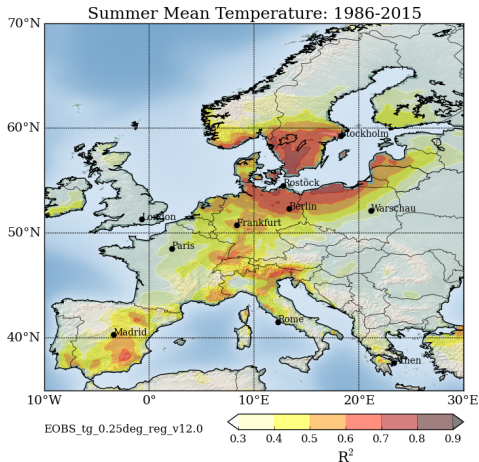 Summer Mean Temperature: 1986-2015
70°N
60°N
50°N
40°N
Stockholm
Rostöck
London
Berlin
Warschau
Frankfurt
Paris
Rome
Madrid
Athen
10°W 0° 10°E 20°E 30°E
EOBS_tg_0.25deg_reg_v12.0
0.3 0.4 0.5 0.6 0.7 0.8 0.9
R²